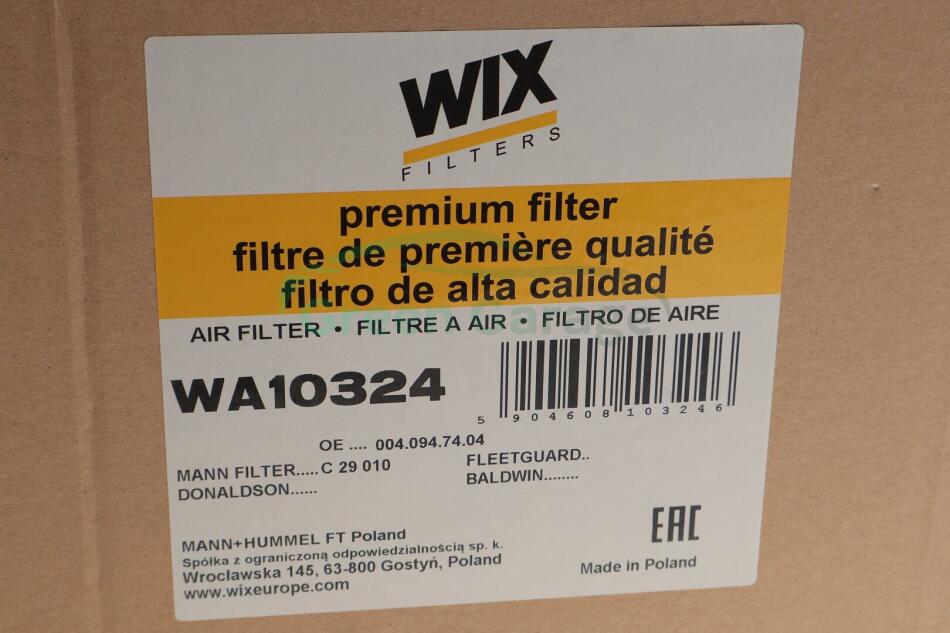 WIX
FILTERS
premium filter
filtre de première qualité
filtro de alta calidad
Green Garage
AIR FILTER • FILTRE A AIR • FILTRO DE AIRE
WA10324
5 904608 103246
OE .... 004.094.74.04
MANN FILTER.....C 29 010
DONALDSON......
FLEETGUARD..
BALDWIN........
MANN+HUMMEL FT Poland
Spółka z ograniczoną odpowiedzialnością sp. k.
Wrocławska 145, 63-800 Gostyń, Poland
www.wixeurope.com
EAC
Made in Poland